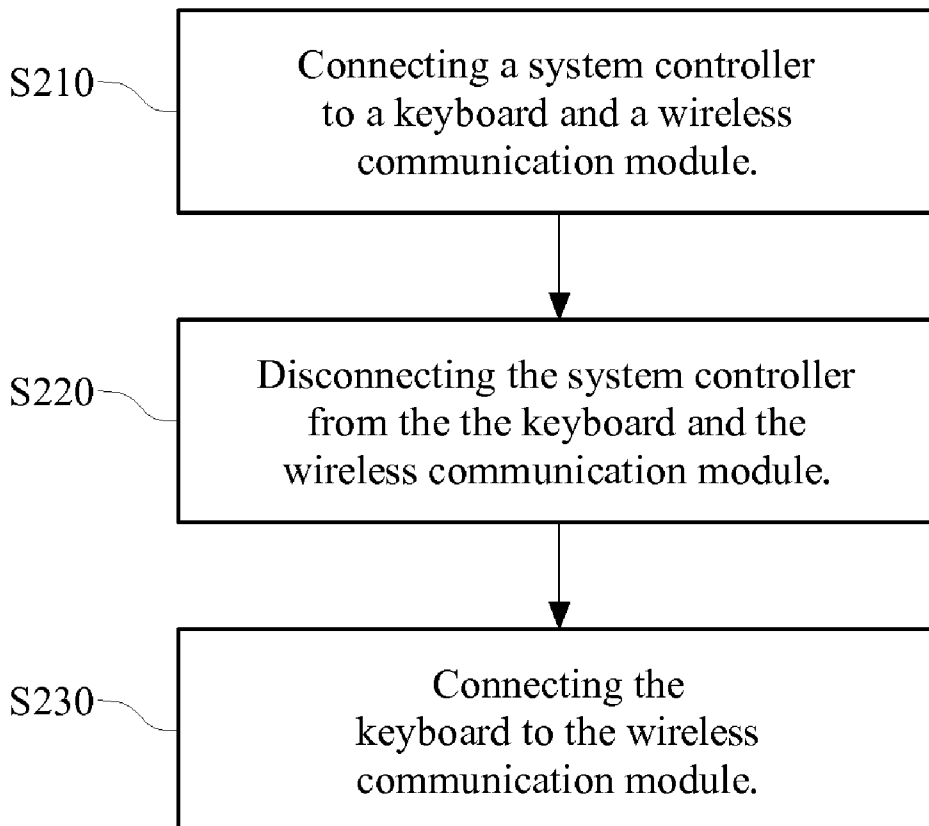 S210
Connecting a system controller
to a keyboard and a wireless
communication module.
S220
Disconnecting the system controller
from the the keyboard and the
wireless communication module.
S230
Connecting the
keyboard to the wireless
communication module.